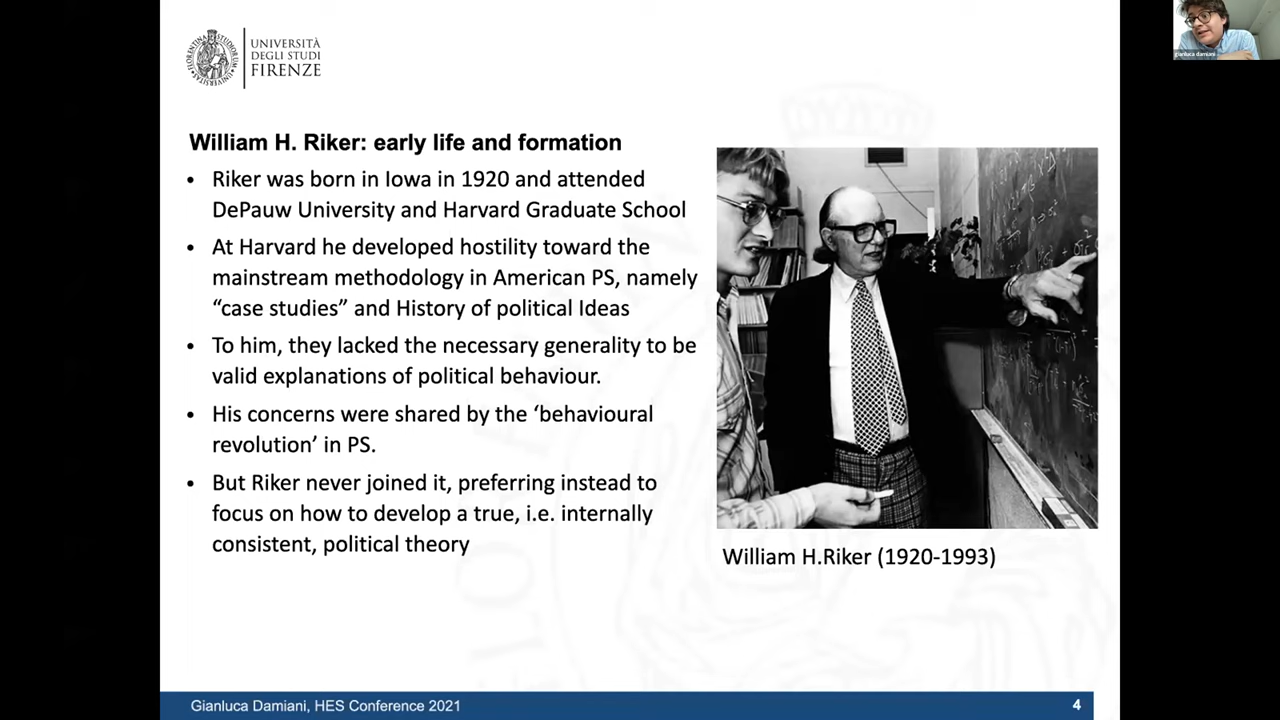 UNIVERSITÀ
DEGLI STUDI
FIRENZE
gianluca damiani
William H. Riker: early life and formation
• Riker was born in Iowa in 1920 and attended
DePauw University and Harvard Graduate School
• At Harvard he developed hostility toward the
mainstream methodology in American PS, namely
“case studies” and History of political Ideas
• To him, they lacked the necessary generality to be
valid explanations of political behaviour.
• His concerns were shared by the ‘behavioural
revolution’ in PS.
• But Riker never joined it, preferring instead to
focus on how to develop a true, i.e. internally
consistent, political theory
William H.Riker (1920-1993)
Gianluca Damiani, HES Conference 2021
4